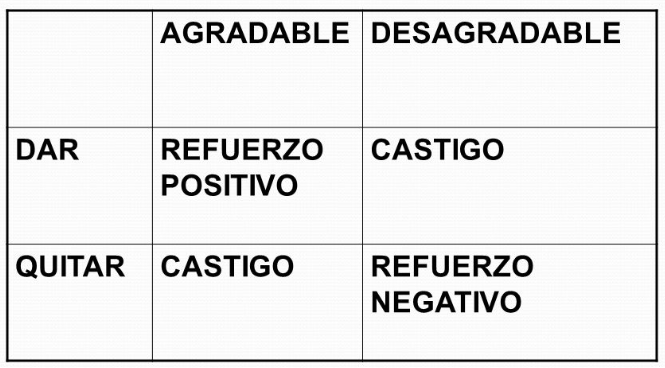 AGRADABLE DESAGRADABLE
DAR REFUERZO CASTIGO
POSITIVO
QUITAR CASTIGO REFUERZO
NEGATIVO